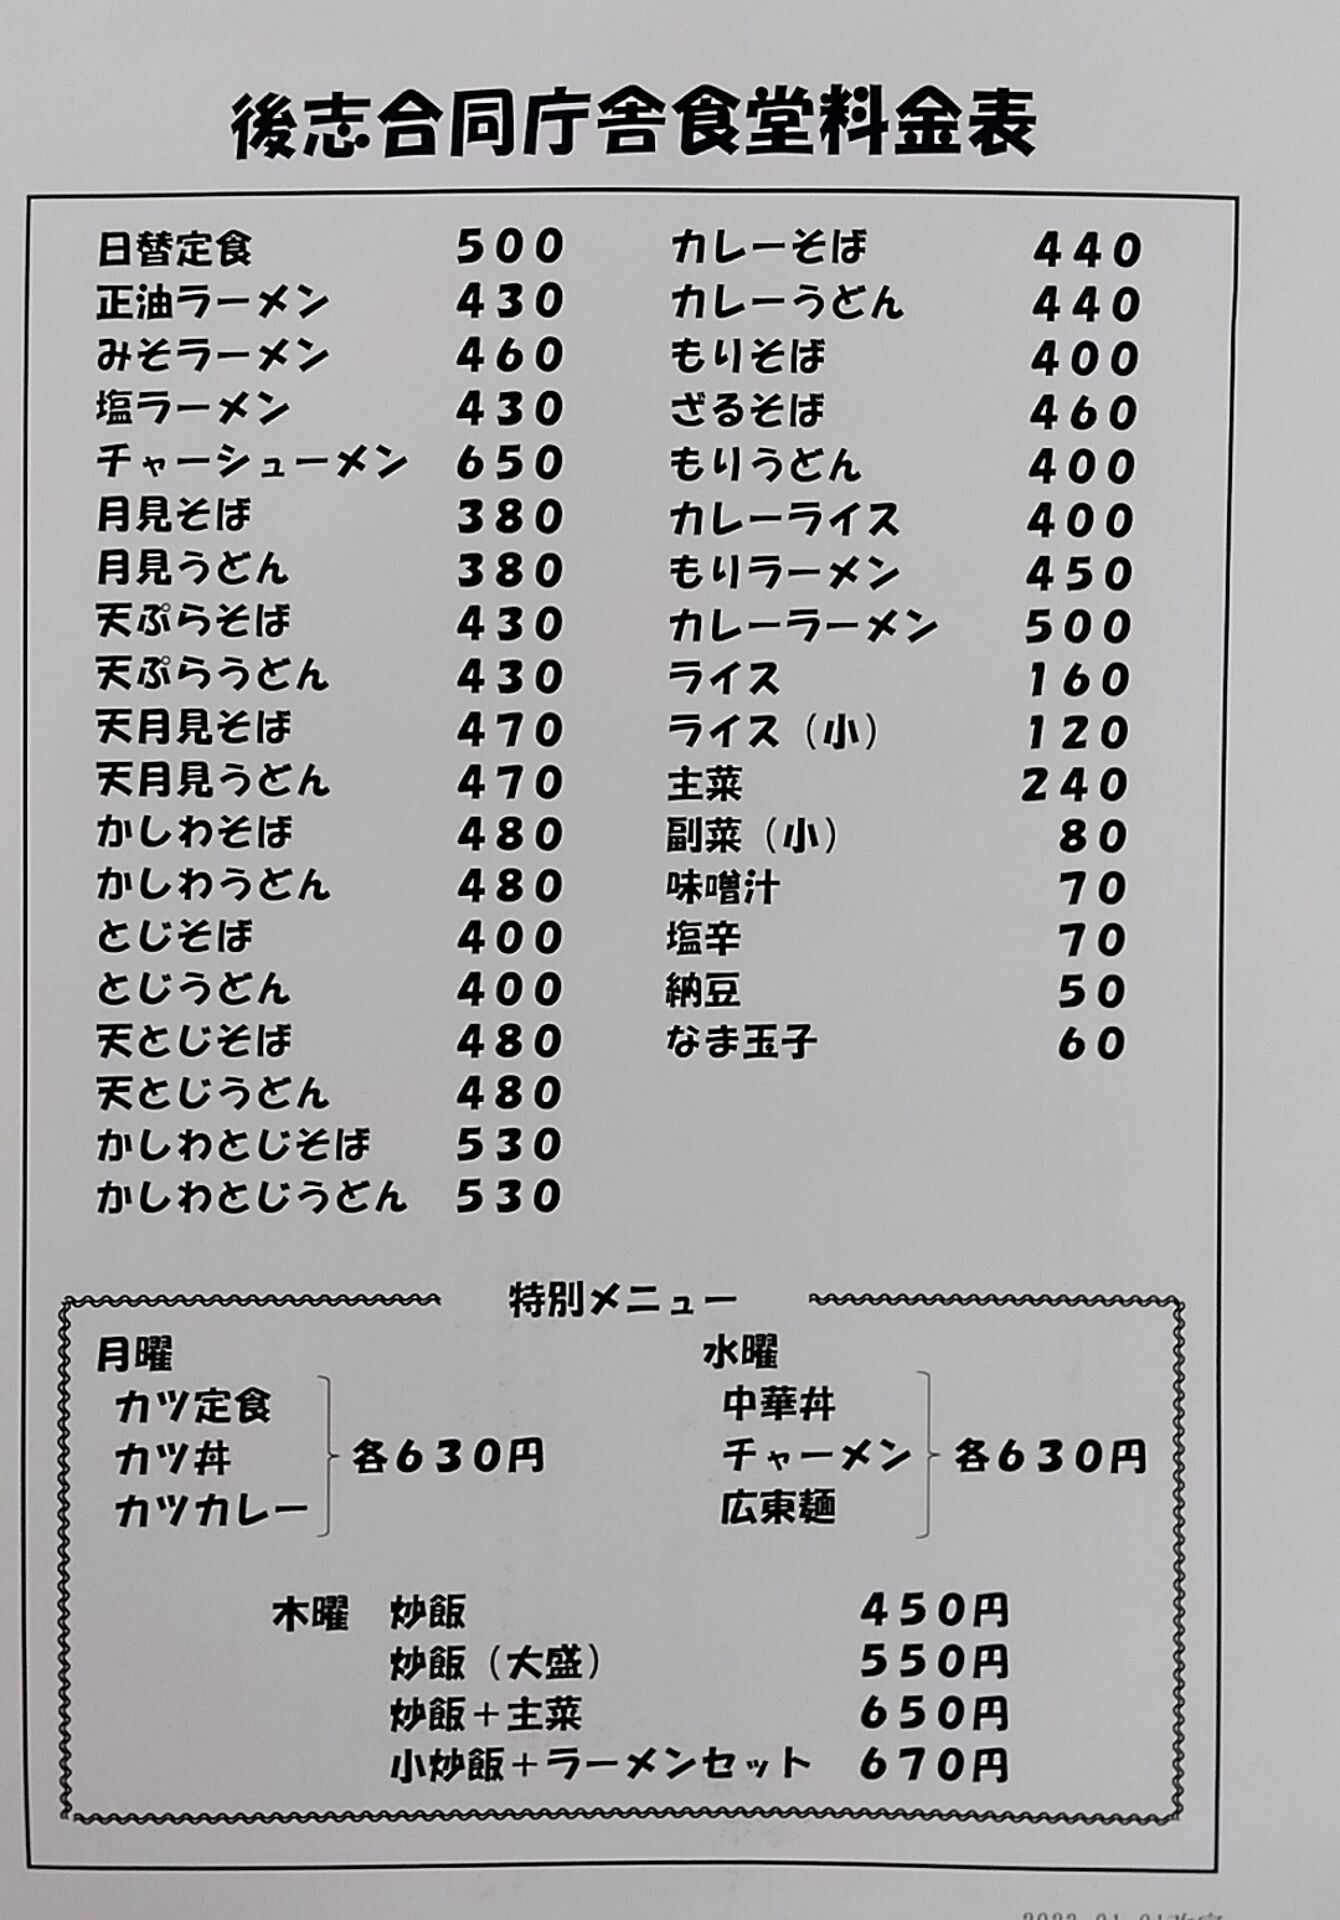 後志合同庁舎食堂料金表
日替定食 500
正油ラーメン 430
みそラーメン 460
塩ラーメン 430
チャーシューメン 650
月見そば 380
月見うどん 380
天ぷらそば 430
天ぷらうどん 430
天月見そば 470
天月見うどん 470
かしわそば 480
かしわうどん 480
とじそば 400
とじうどん 400
天とじそば 480
天とじうどん 480
かしわとじそば 530
かしわとじうどん 530
カレーそば 440
カレーうどん 440
もりそば 400
ざるそば 460
もりうどん 400
カレーライス 400
もりラーメン 450
カレーラーメン 500
ライス 160
ライス（小） 120
主菜 240
副菜（小） 80
味噌汁 70
塩辛 70
納豆 50
なま玉子 60
特別メニュー
月曜
カツ定食
カツ丼
カツカレー
各630円
水曜
中華丼
チャーメン
広東麺
各630円
木曜 炒飯 450円
炒飯（大盛） 550円
炒飯＋主菜 650円
小炒飯＋ラーメンセット 670円